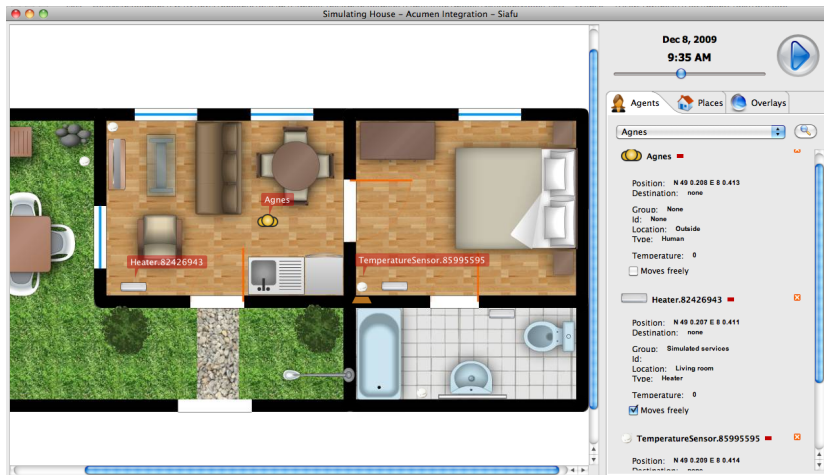 Simulating House - Acumen Integration - Siafu
Dec 8, 2009
9:35 AM
Agents
Places
Overlays
Agnes
Agnes
Position: N 49 0.208 E 8 0.413
Destination: none
Group: None
Id: None
Location: Outside
Type: Human
Temperature: 0
Moves freely
Heater.82426943
Position: N 49 0.207 E 8 0.411
Destination: none
Group: Simulated services
Id:
Location: Living room
Type: Heater
Temperature: 0
Moves freely
TemperatureSensor.85995595
Position: N 49 0.209 E 8 0.414
Agnes
Heater.82426943
TemperatureSensor.85995595